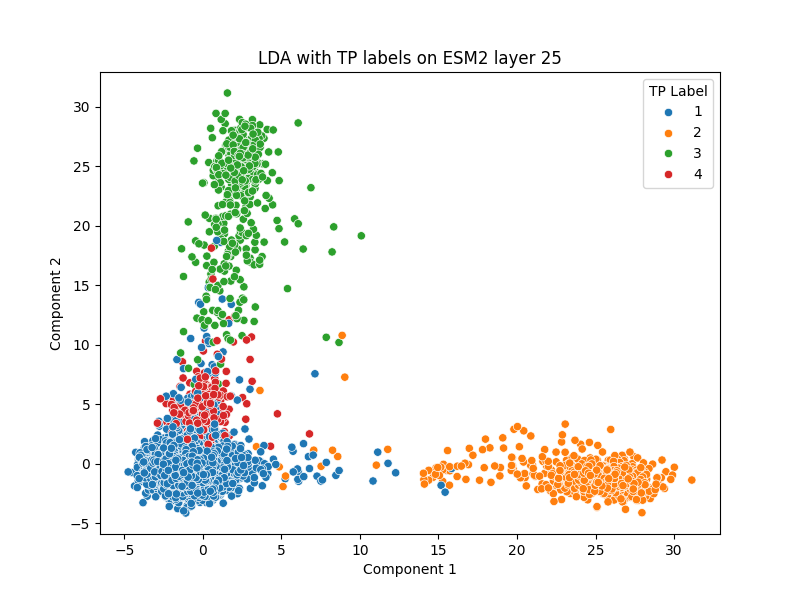 LDA with TP labels on ESM2 layer 25
TP Label
1
2
3
4
30
25
20
15
10
5
0
−5
Component 2
−5 0 5 10 15 20 25 30
Component 1